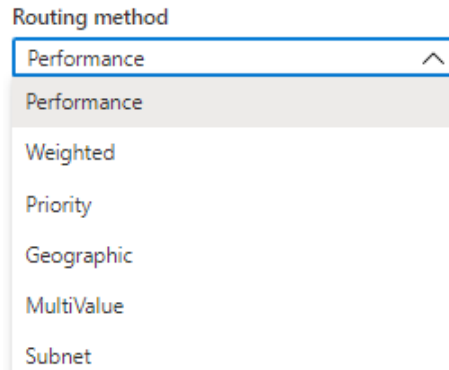 Routing method
Performance
Performance
Weighted
Priority
Geographic
MultiValue
Subnet